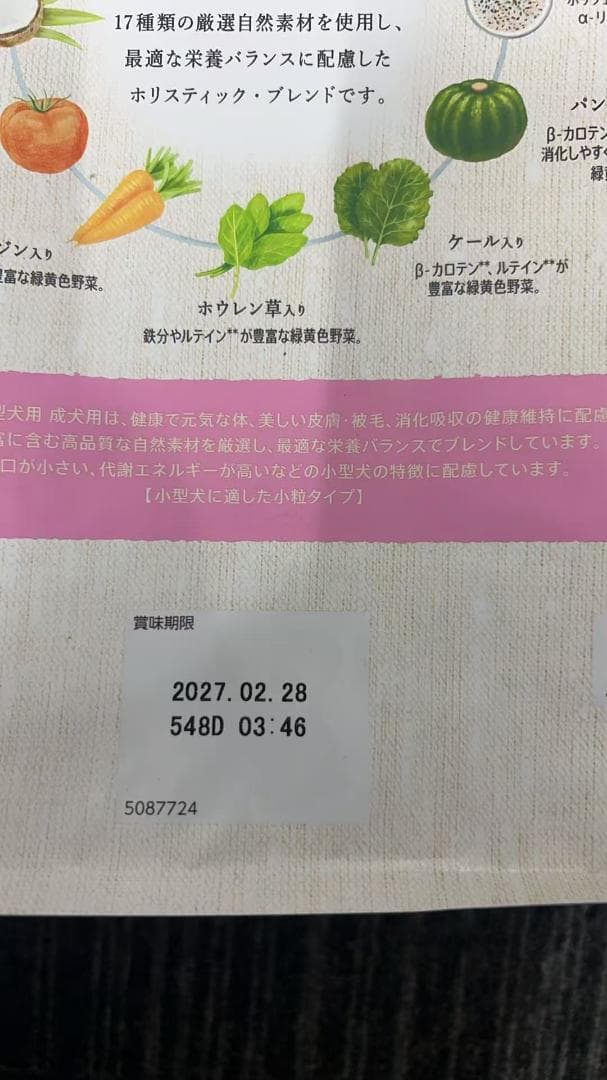 17種類の厳選自然素材を使用し、
最適な栄養バランスに配慮した
ホリスティック・ブレンドです。
α-リ
パン
β-カロテン
消化しやすく
緑黄
ケール入り
β-カロテン**、ルテイン**が
豊富な緑黄色野菜。
ジン入り
豊富な緑黄色野菜。
ホウレン草入り
鉄分やルテイン**が豊富な緑黄色野菜。
型犬用 成犬用は、健康で元気な体、美しい皮膚・被毛、消化吸収の健康維持に配慮
富に含む高品質な自然素材を厳選し、最適な栄養バランスでブレンドしています。
口が小さい、代謝エネルギーが高いなどの小型犬の特徴に配慮しています。
【小型犬に適した小粒タイプ】
賞味期限
2027.02.28
548D 03:46
5087724